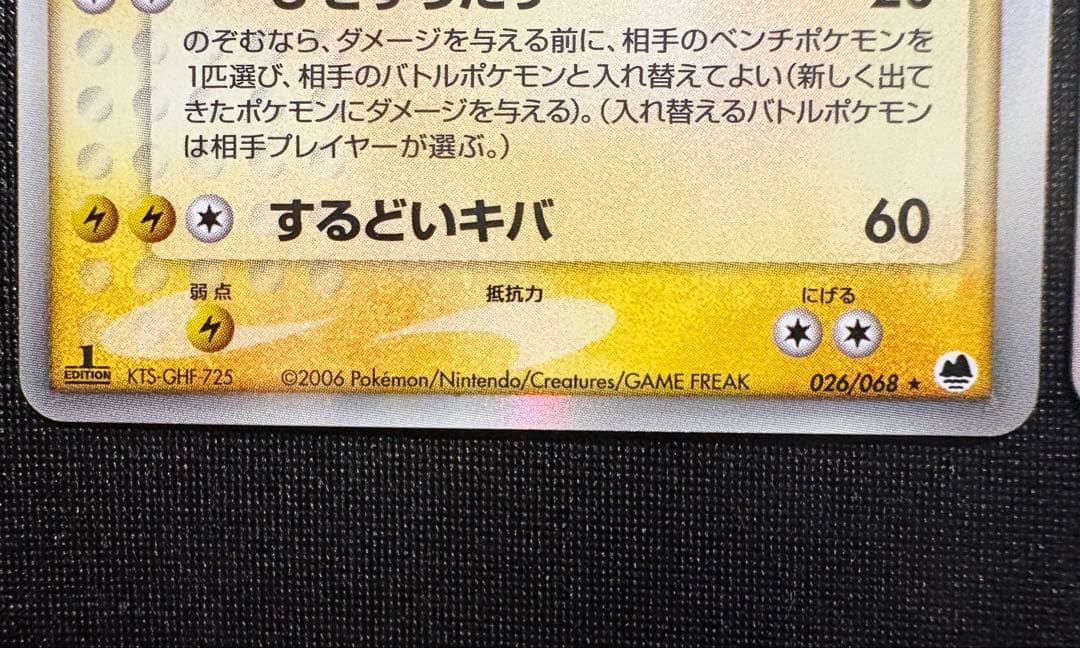 のぞむなら、ダメージを与える前に、相手のベンチポケモンを
1匹選び、相手のバトルポケモンと入れ替えてよい(新しく出て
きたポケモンにダメージを与える)。(入れ替えるバトルポケモン
は相手プレイヤーが選ぶ。)
するどいキバ 60
弱点 抵抗力 にげる
1 EDITION KTS-GHF-725 ©2006 Pokémon/Nintendo/Creatures/GAME FREAK 026/068 ★